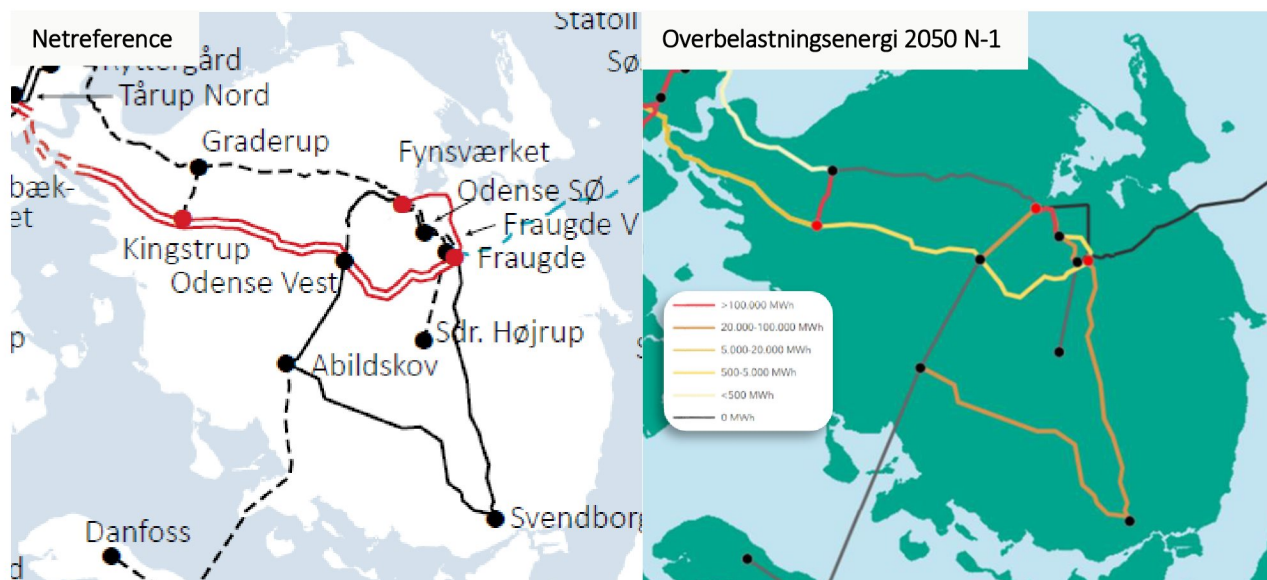 Netreference
Statoil
Overbelastningsenergi 2050 N-1
Tårup Nord
Graderup
Fynsværket
Odense SØ
bæk-
et
Fraugde V
Kingstrup
Fraugde
Odense Vest
>100.000 MWh
20.000-100.000 MWh
5.000-20.000 MWh
500-5.000 MWh
<500 MWh
0 MWh
p
Sdr. Højrup
Abildskov
Svendborg
Danfoss
d